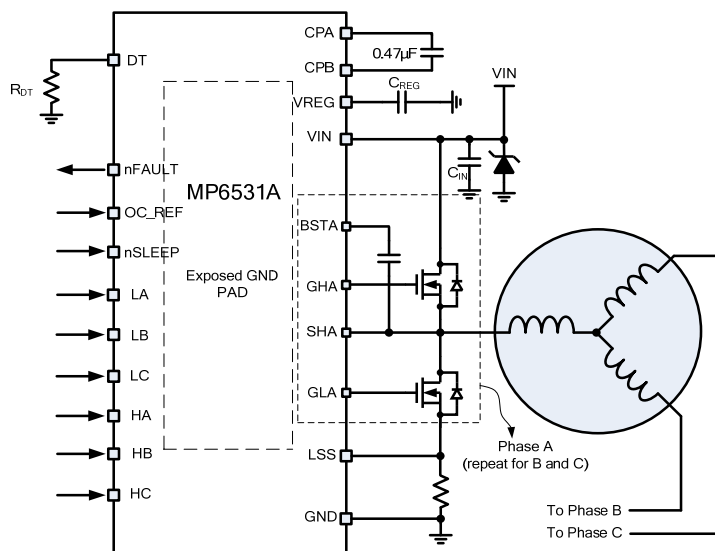 CPA
0.47µF
DT
CPB
RDT
CREG
VREG
VIN
VIN
CIN
nFAULT
MP6531A
OC_REF
BSTA
nSLEEP
Exposed GND
PAD
GHA
LA
LB
SHA
LC
GLA
HA
Phase A
(repeat for B and C)
HB
LSS
HC
GND
To Phase B
To Phase C